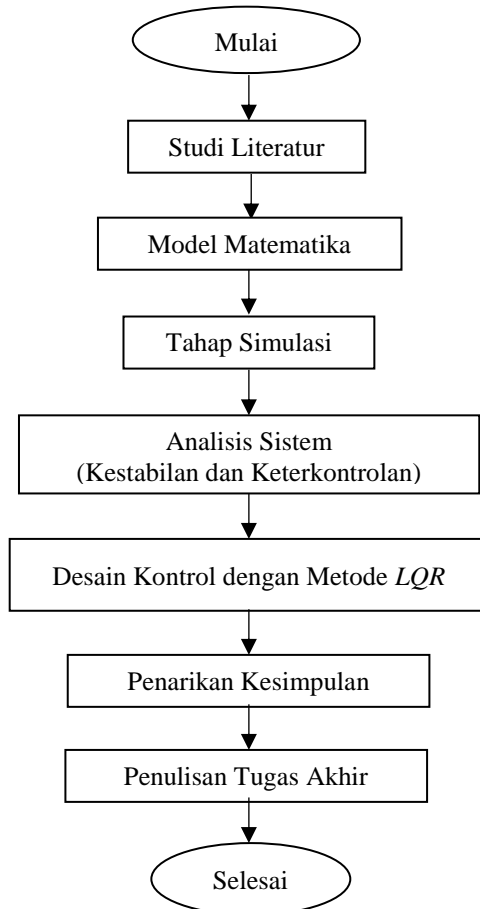 Mulai
Studi Literatur
Model Matematika
Tahap Simulasi
Analisis Sistem
(Kestabilan dan Keterkontrolan)
Desain Kontrol dengan Metode LQR
Penarikan Kesimpulan
Penulisan Tugas Akhir
Selesai